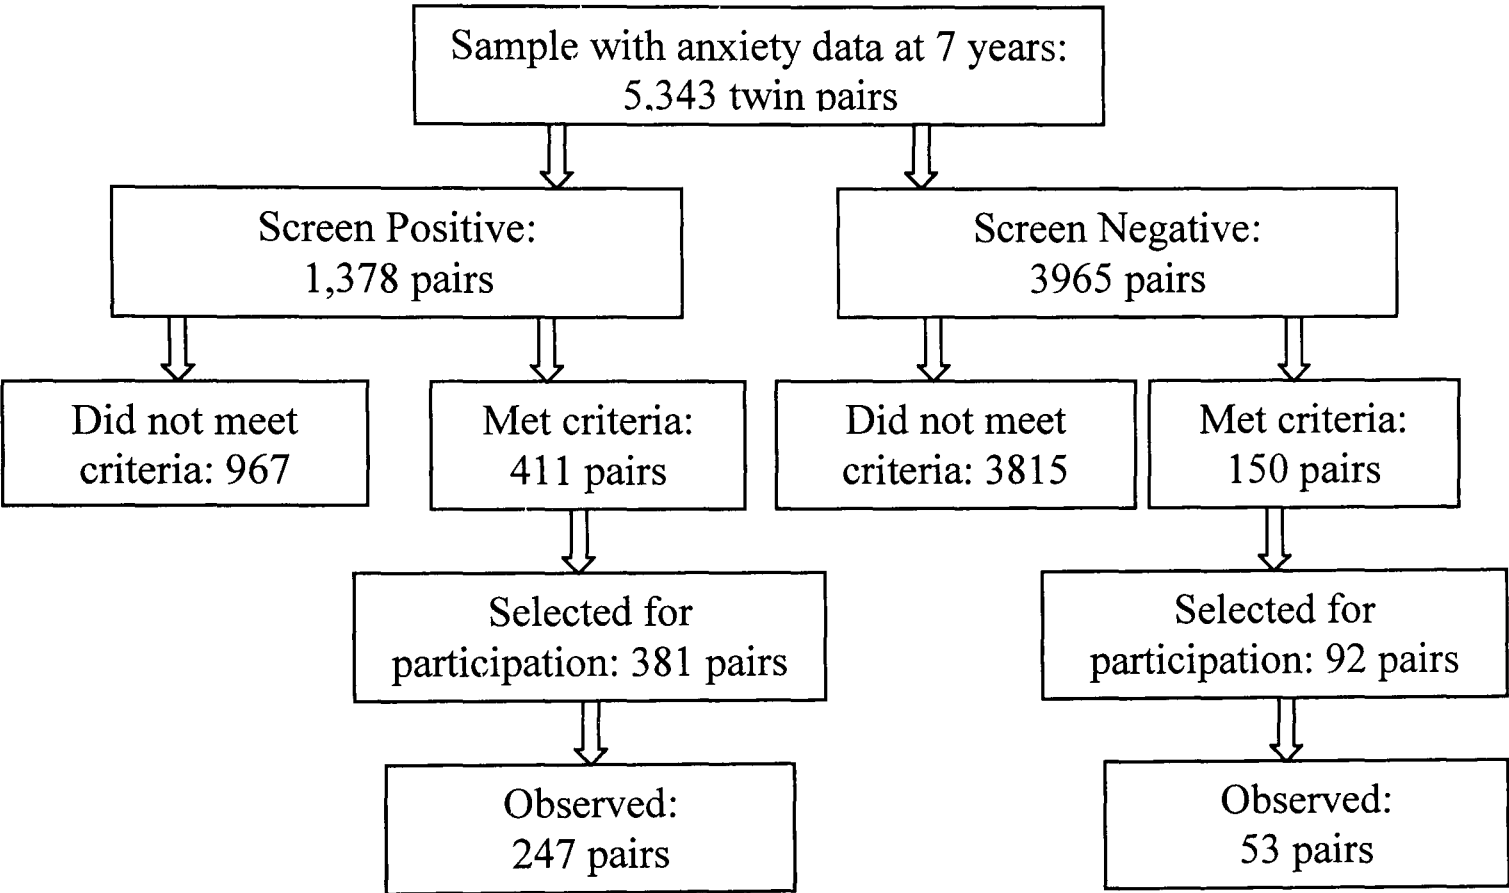 Sample with anxiety data at 7 years:
5,343 twin pairs
Screen Positive:
1,378 pairs
Screen Negative:
3965 pairs
Did not meet
criteria: 967
Met criteria:
411 pairs
Did not meet
criteria: 3815
Met criteria:
150 pairs
Selected for
participation: 381 pairs
Selected for
participation: 92 pairs
Observed:
247 pairs
Observed:
53 pairs